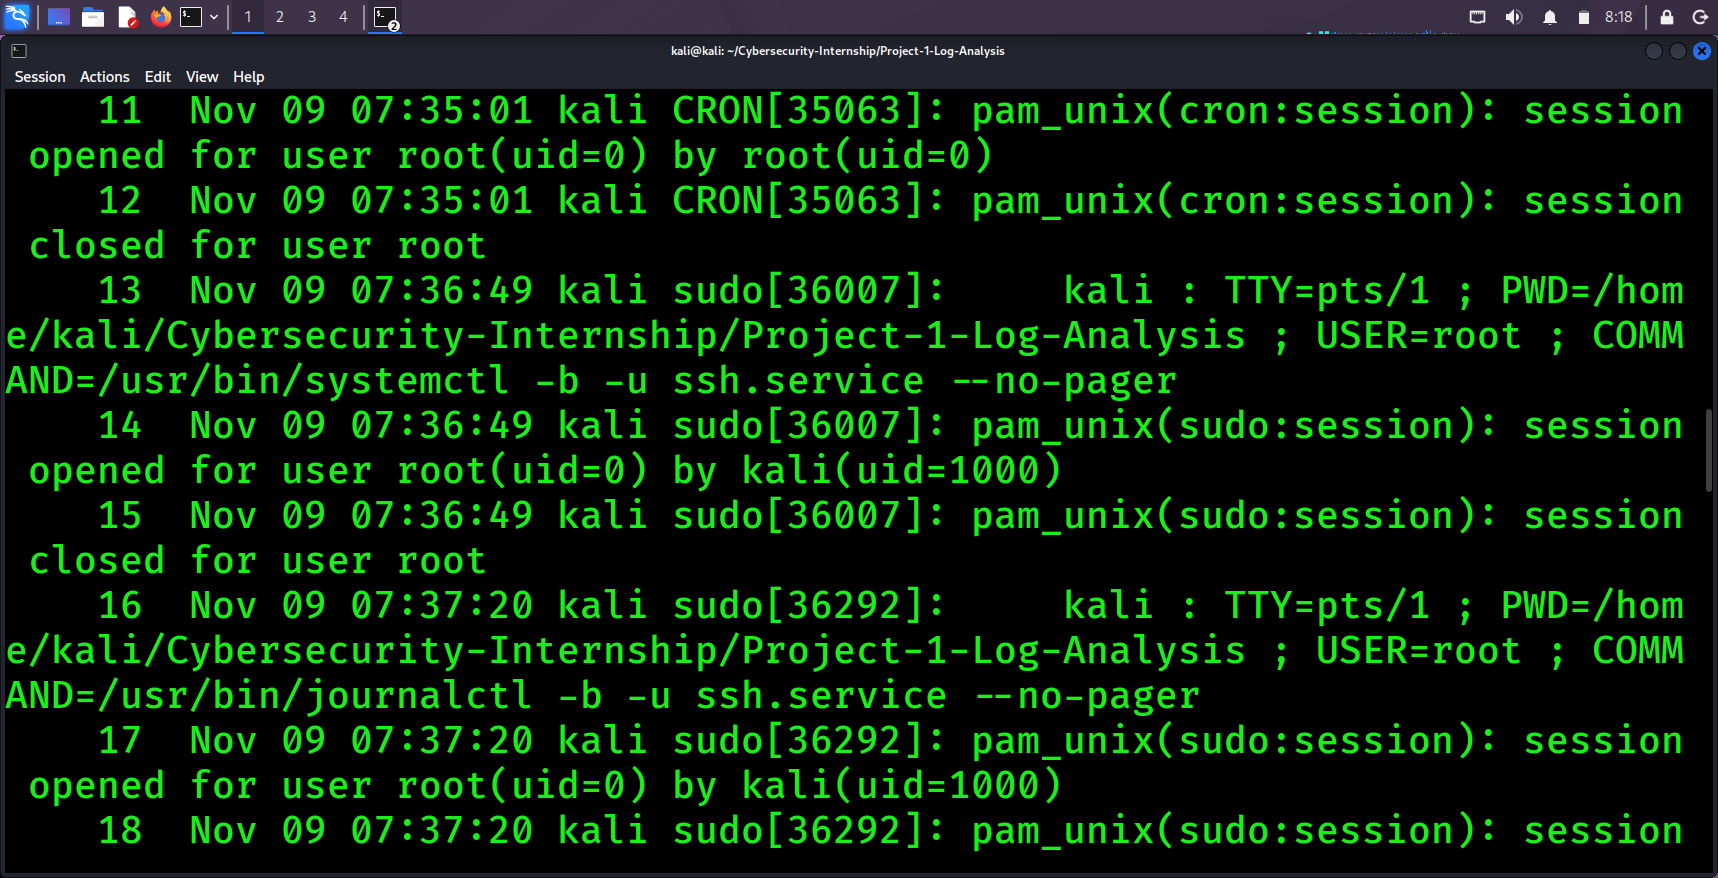 1 2 3 4 2 8:18
kali@kali: ~/Cybersecurity-Internship/Project-1-Log-Analysis
Session Actions Edit View Help
11 Nov 09 07:35:01 kali CRON[35063]: pam_unix(cron:session): session
opened for user root(uid=0) by root(uid=0)
12 Nov 09 07:35:01 kali CRON[35063]: pam_unix(cron:session): session
closed for user root
13 Nov 09 07:36:49 kali sudo[36007]: kali : TTY=pts/1 ; PWD=/hom
e/kali/Cybersecurity-Internship/Project-1-Log-Analysis ; USER=root ; COMM
AND=/usr/bin/systemctl -b -u ssh.service --no-pager
14 Nov 09 07:36:49 kali sudo[36007]: pam_unix(sudo:session): session
opened for user root(uid=0) by kali(uid=1000)
15 Nov 09 07:36:49 kali sudo[36007]: pam_unix(sudo:session): session
closed for user root
16 Nov 09 07:37:20 kali sudo[36292]: kali : TTY=pts/1 ; PWD=/hom
e/kali/Cybersecurity-Internship/Project-1-Log-Analysis ; USER=root ; COMM
AND=/usr/bin/journalctl -b -u ssh.service --no-pager
17 Nov 09 07:37:20 kali sudo[36292]: pam_unix(sudo:session): session
opened for user root(uid=0) by kali(uid=1000)
18 Nov 09 07:37:20 kali sudo[36292]: pam_unix(sudo:session): session